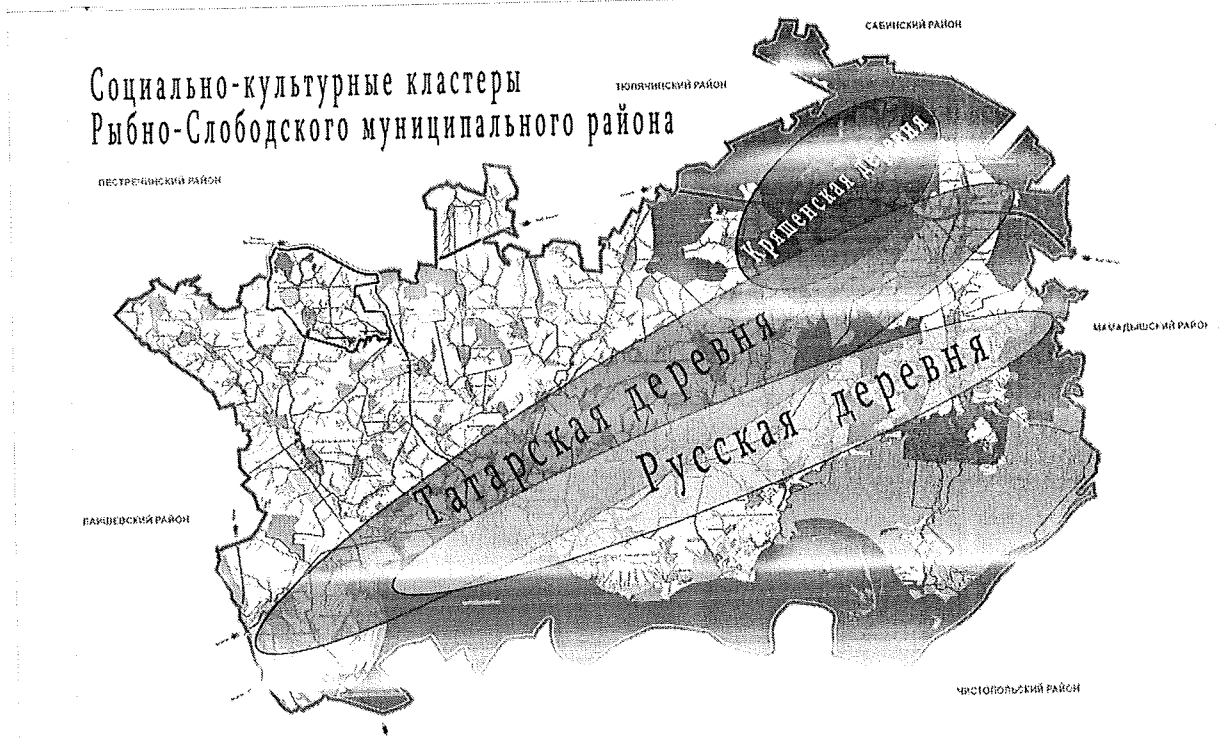 САБИНСКИЙ РАЙОН
Социально-культурные кластеры
Рыбно-Слободского муниципального района
ТЮЛЯЧИНСКИЙ РАЙОН
ПЕСТРЕЧИНСКИЙ РАЙОН
Кряшенская деревня
МАМАДЫШСКИЙ РАЙОН
Татарская деревня
Русская деревня
ЛАИШЕВСКИЙ РАЙОН
ЧИСТОПОЛЬСКИЙ РАЙОН